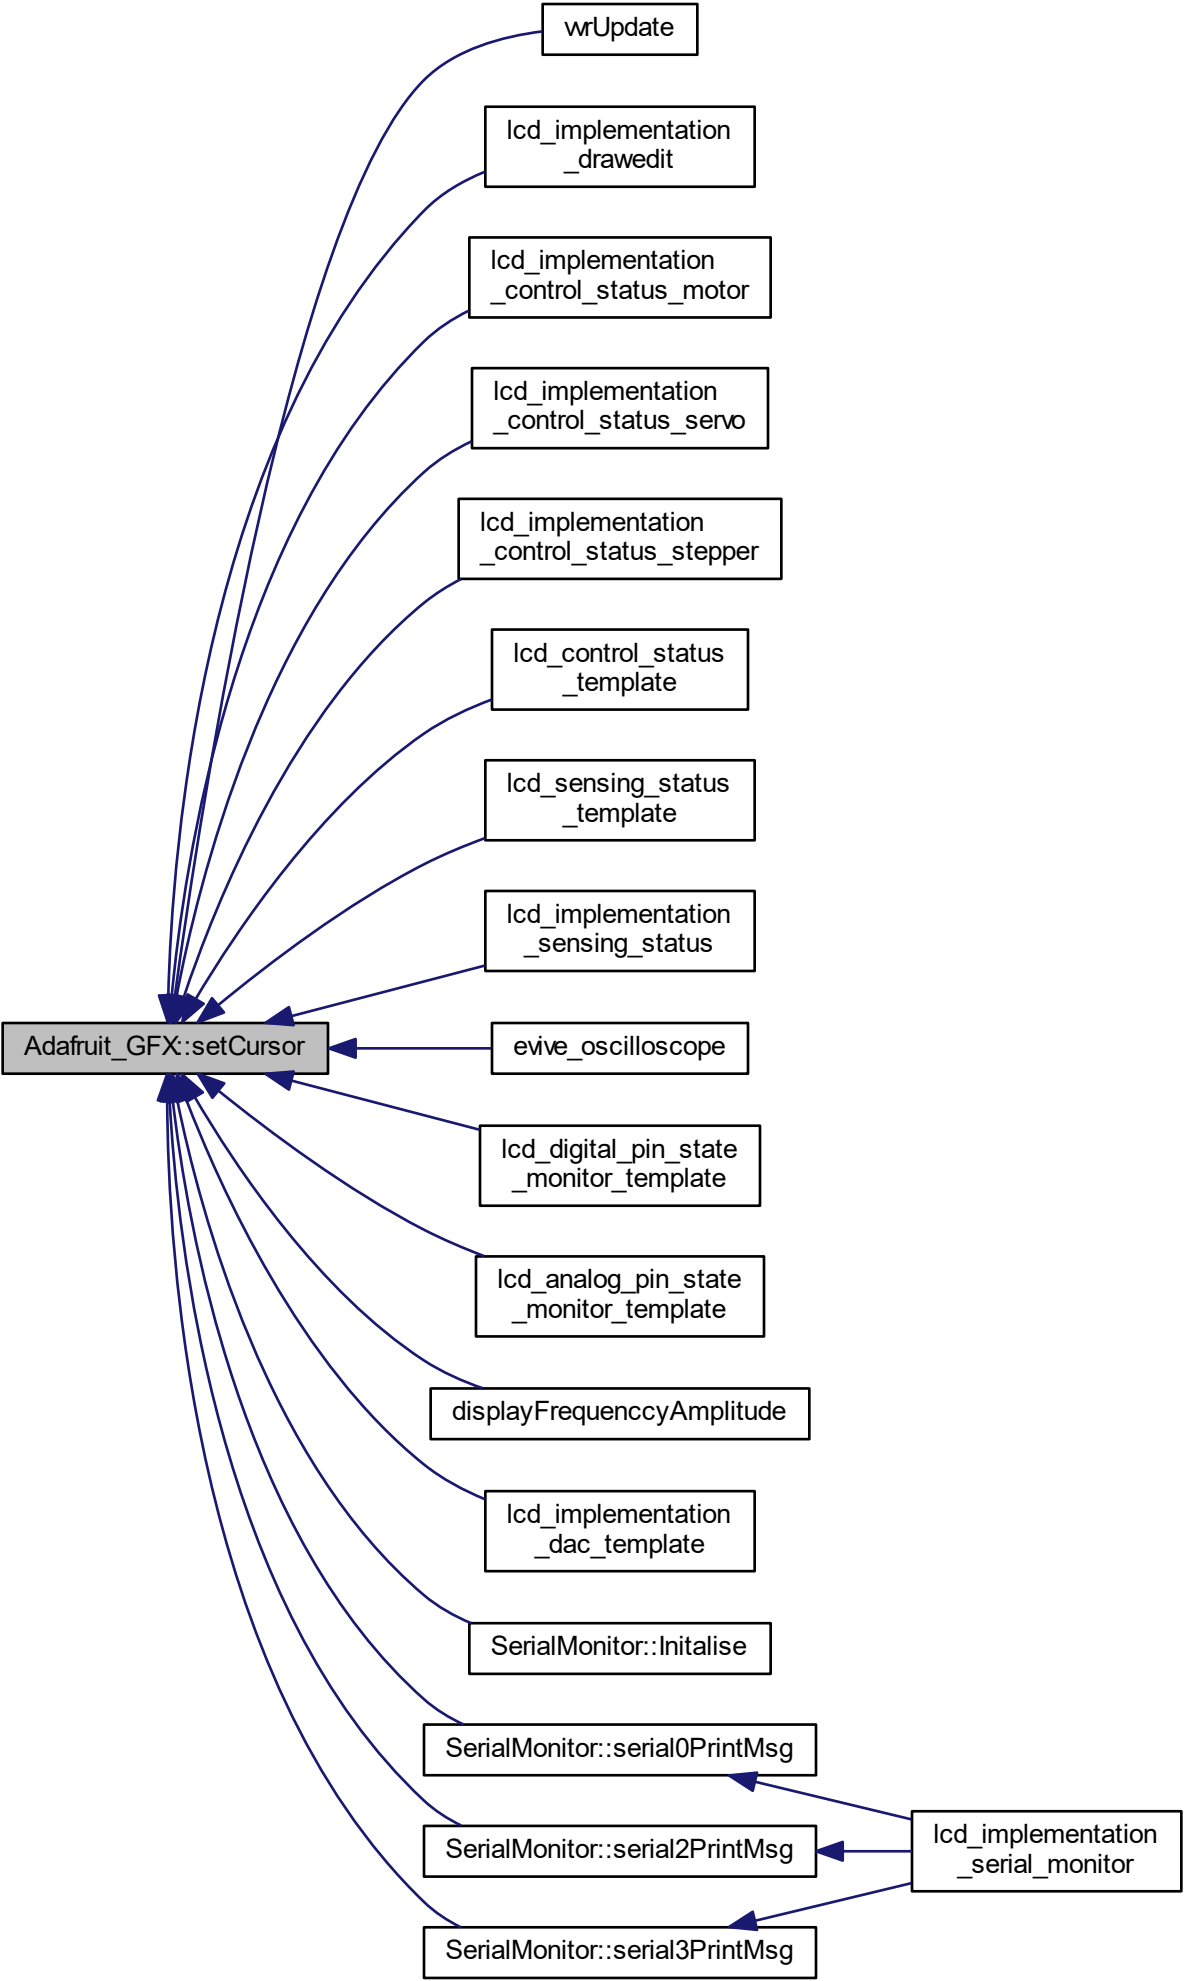 wrUpdate
lcd_implementation
_drawedit
lcd_implementation
_control_status_motor
lcd_implementation
_control_status_servo
lcd_implementation
_control_status_stepper
lcd_control_status
_template
lcd_sensing_status
_template
lcd_implementation
_sensing_status
Adafruit_GFX::setCursor
evive_oscilloscope
lcd_digital_pin_state
_monitor_template
lcd_analog_pin_state
_monitor_template
displayFrequenccyAmplitude
lcd_implementation
_dac_template
SerialMonitor::Initalise
SerialMonitor::serial0PrintMsg
SerialMonitor::serial2PrintMsg
lcd_implementation
_serial_monitor
SerialMonitor::serial3PrintMsg